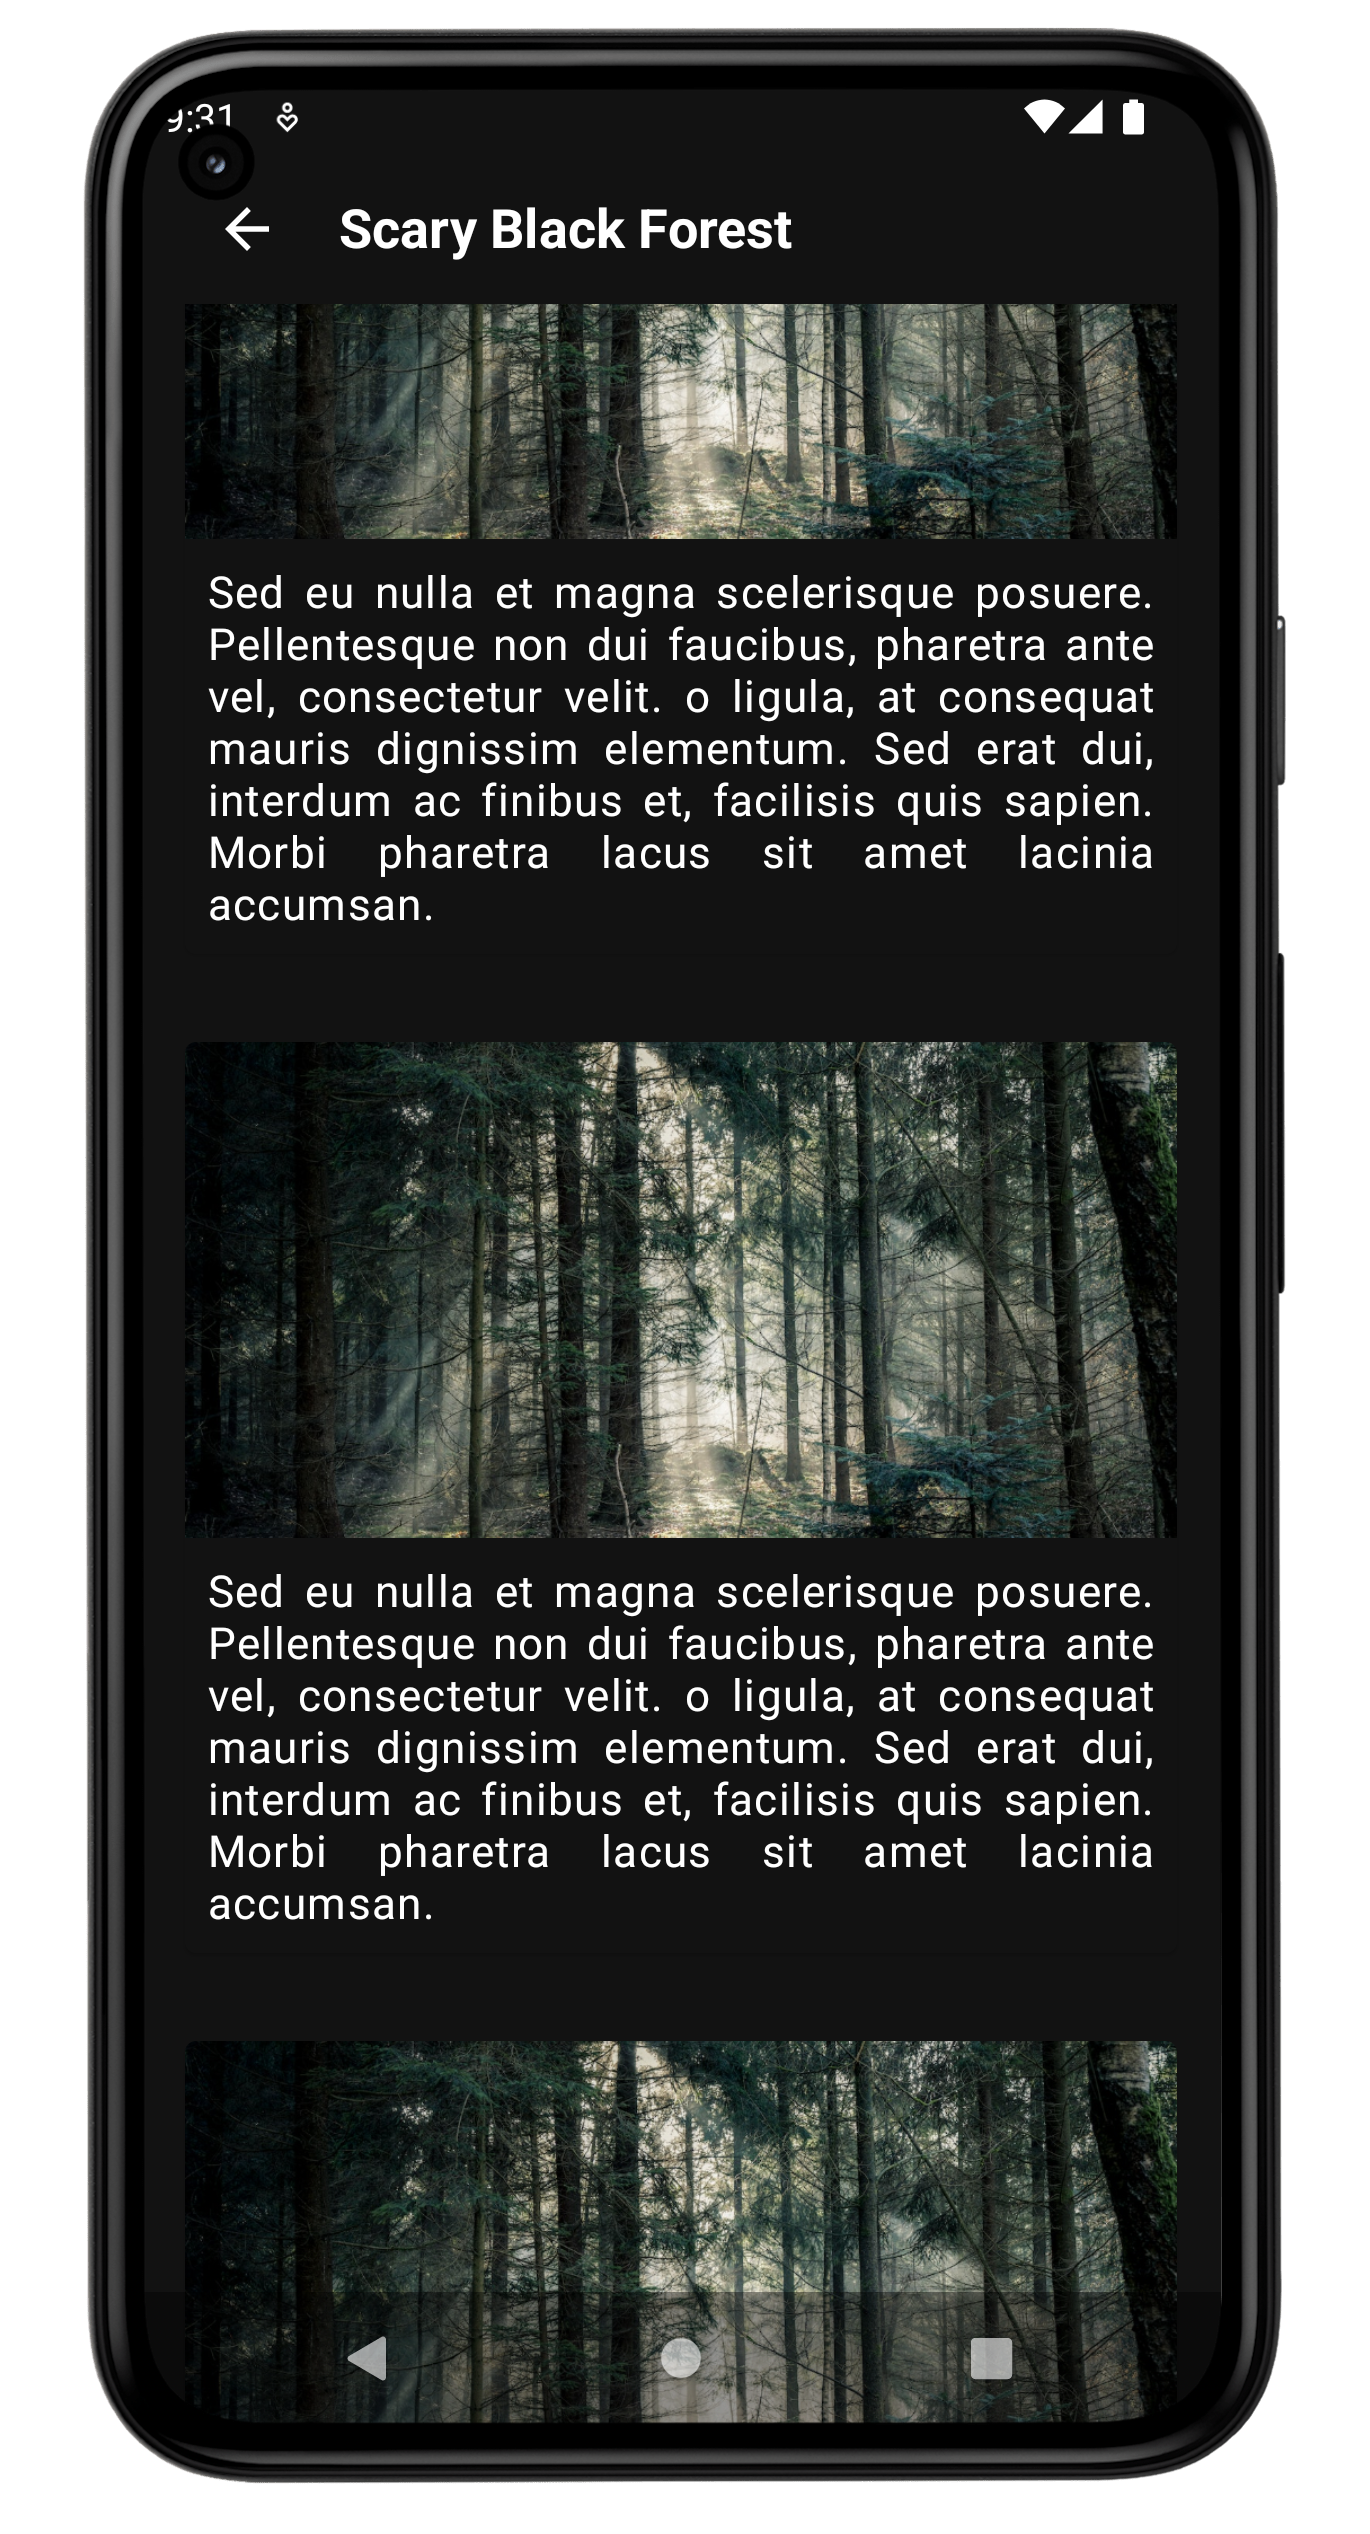 9:31
Scary Black Forest
Sed eu nulla et magna scelerisque posuere.
Pellentesque non dui faucibus, pharetra ante
vel, consectetur velit. o ligula, at consequat
mauris dignissim elementum. Sed erat dui,
interdum ac finibus et, facilisis quis sapien.
Morbi pharetra lacus sit amet lacinia
accumsan.
Sed eu nulla et magna scelerisque posuere.
Pellentesque non dui faucibus, pharetra ante
vel, consectetur velit. o ligula, at consequat
mauris dignissim elementum. Sed erat dui,
interdum ac finibus et, facilisis quis sapien.
Morbi pharetra lacus sit amet lacinia
accumsan.